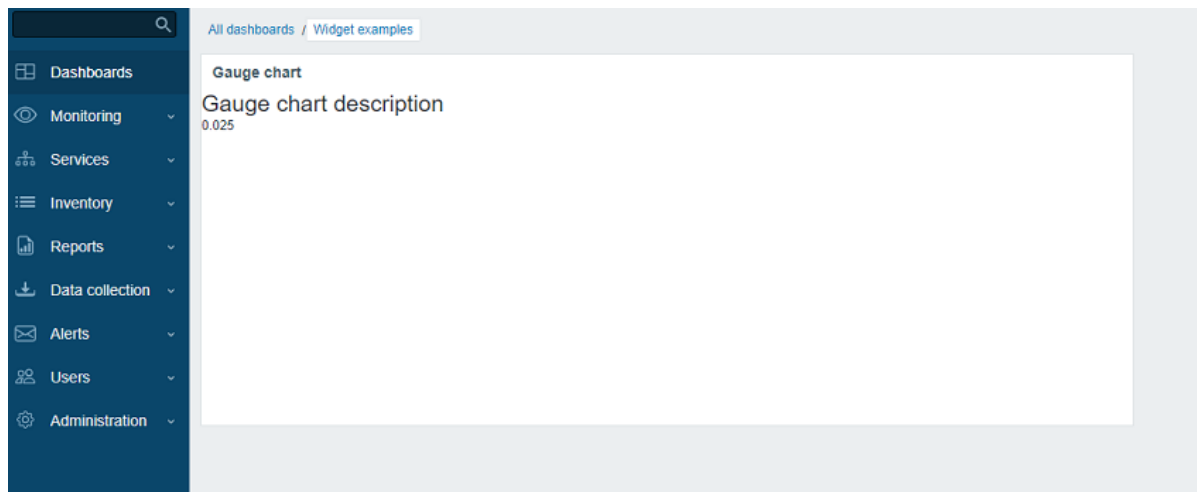 All dashboards / Widget examples
Dashboards
Monitoring
Services
Inventory
Reports
Data collection
Alerts
Users
Administration
Gauge chart
Gauge chart description
0.025